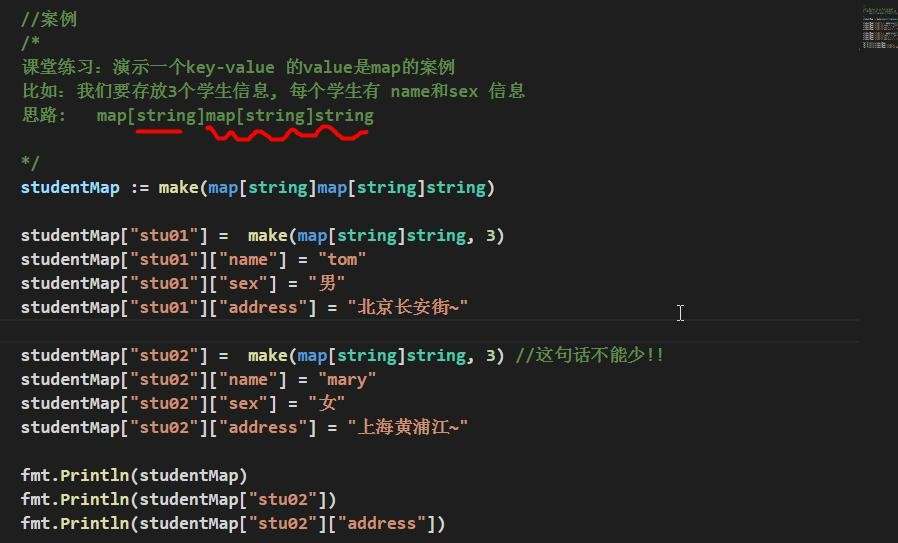 //案例
/*
课堂练习：演示一个key-value 的value是map的案例
比如：我们要存放3个学生信息, 每个学生有 name和sex 信息
思路:   map[string]map[string]string
*/
studentMap := make(map[string]map[string]string)
studentMap["stu01"] =  make(map[string]string, 3)
studentMap["stu01"]["name"] = "tom"
studentMap["stu01"]["sex"] = "男"
studentMap["stu01"]["address"] = "北京长安街~"
studentMap["stu02"] =  make(map[string]string, 3) //这句话不能少!!
studentMap["stu02"]["name"] = "mary"
studentMap["stu02"]["sex"] = "女"
studentMap["stu02"]["address"] = "上海黄浦江~"
fmt.Println(studentMap)
fmt.Println(studentMap["stu02"])
fmt.Println(studentMap["stu02"]["address"])